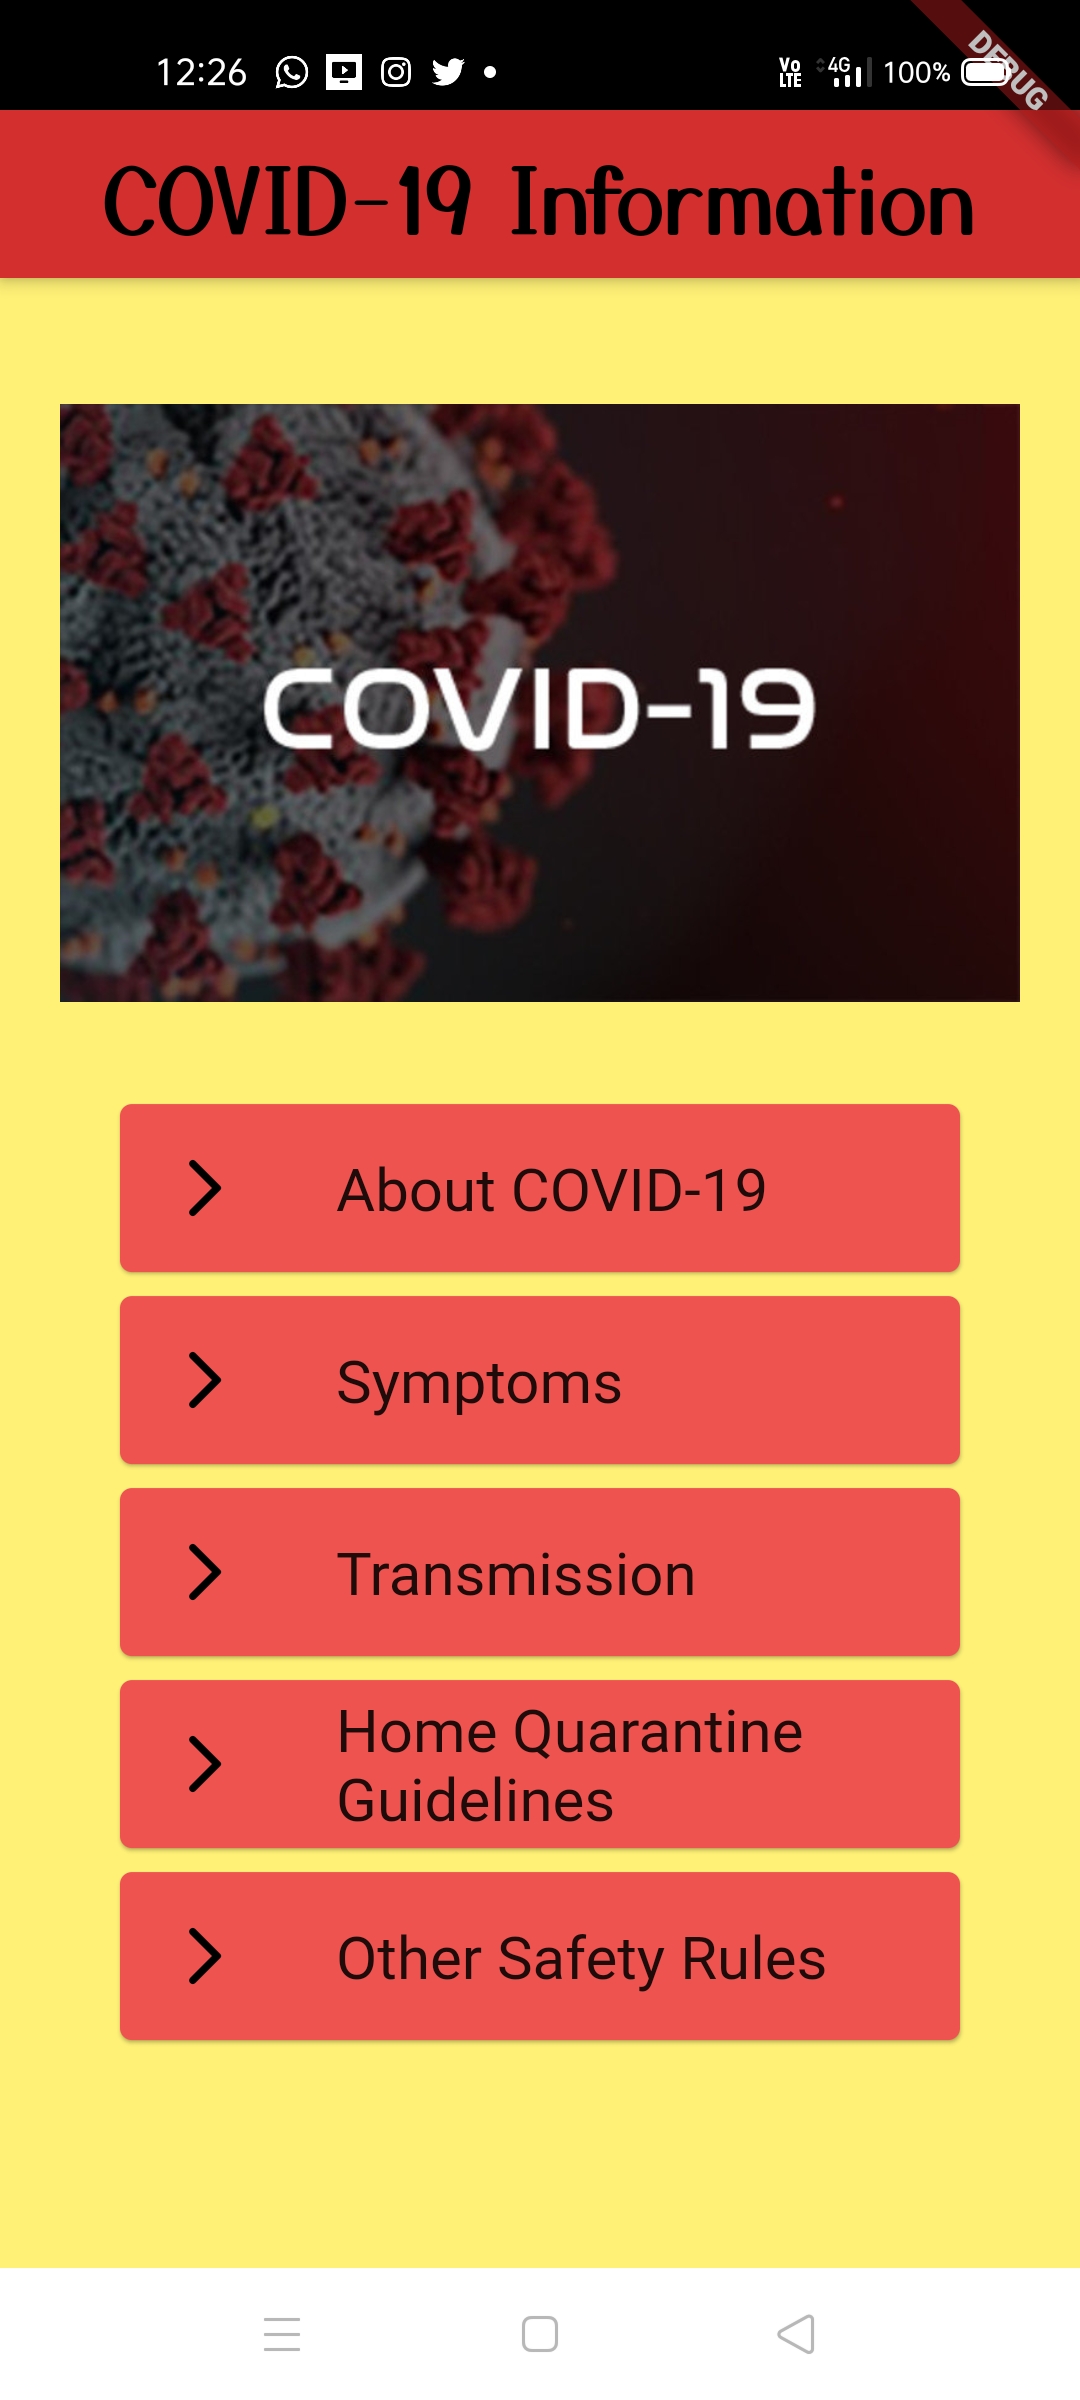 12:26
Vo LTE 4G 100%
DEBUG
COVID-19 Information
COVID-19
About COVID-19
Symptoms
Transmission
Home Quarantine
Guidelines
Other Safety Rules